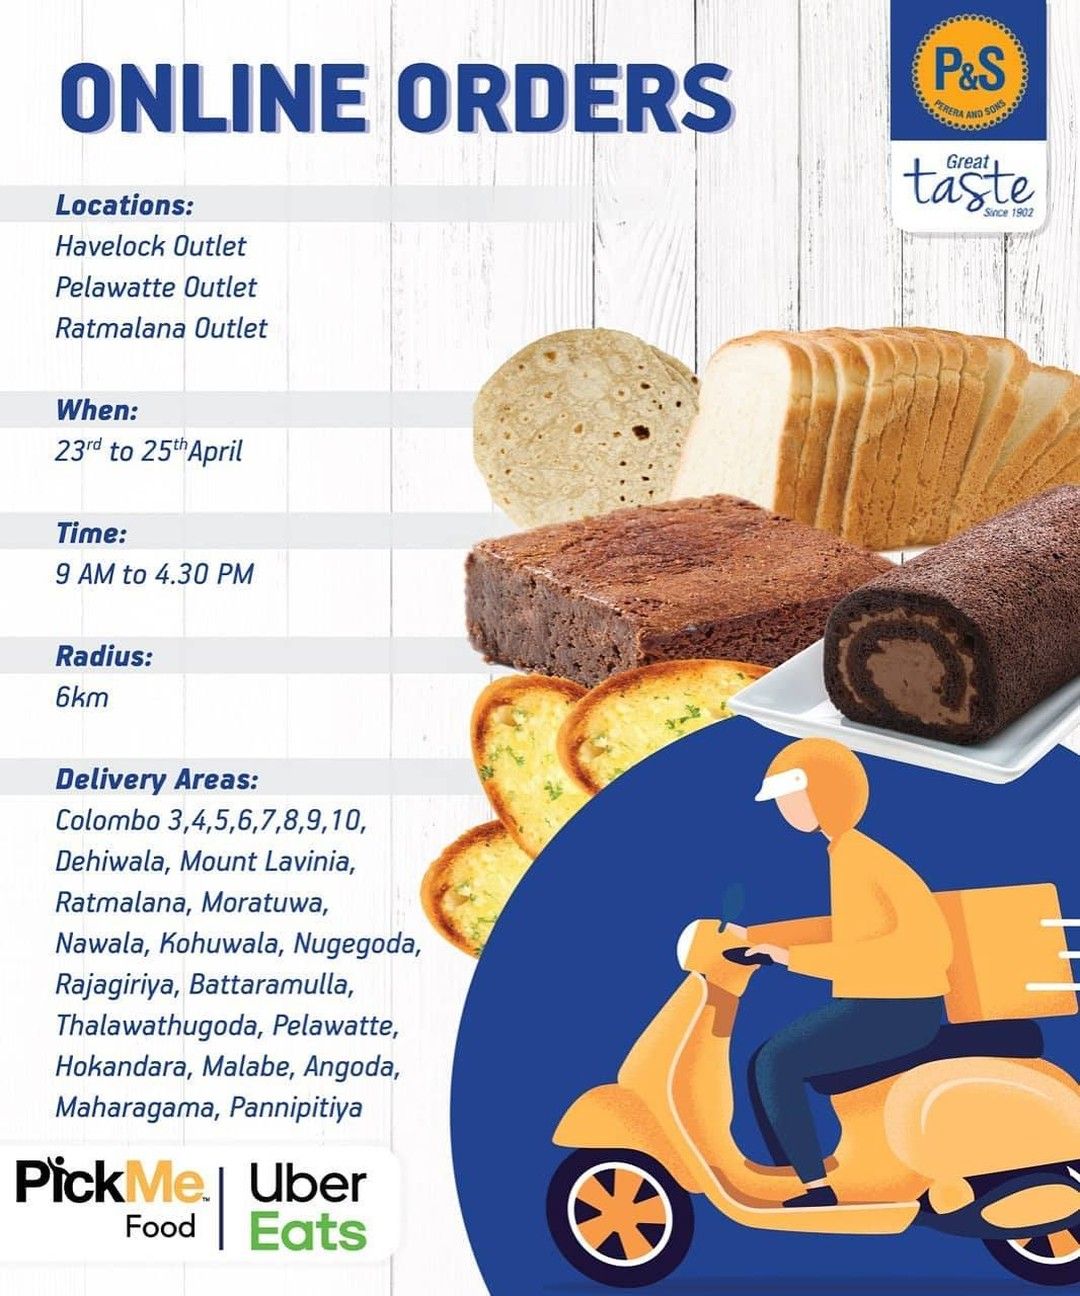 ONLINE ORDERS
P&S
PERERA AND SONS
Great
taste
Since 1902
Locations:
Havelock Outlet
Pelawatte Outlet
Ratmalana Outlet
When:
23rd to 25th April
Time:
9 AM to 4.30 PM
Radius:
6km
Delivery Areas:
Colombo 3,4,5,6,7,8,9,10,
Dehiwala, Mount Lavinia,
Ratmalana, Moratuwa,
Nawala, Kohuwala, Nugegoda,
Rajagiriya, Battaramulla,
Thalawathugoda, Pelawatte,
Hokandara, Malabe, Angoda,
Maharagama, Pannipitiya
PickMe™
Food
Uber
Eats